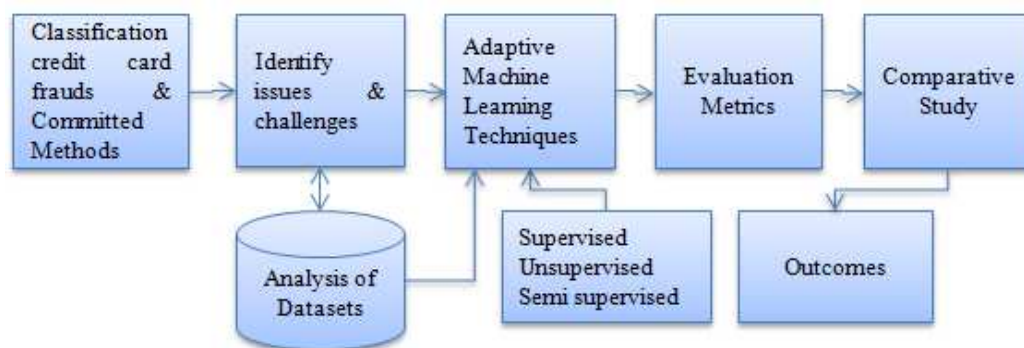 Classification
credit card
frauds &
Committed
Methods
Identify
issues &
challenges
Adaptive
Machine
Learning
Techniques
Evaluation
Metrics
Comparative
Study
Analysis of
Datasets
Supervised
Unsupervised
Semi supervised
Outcomes